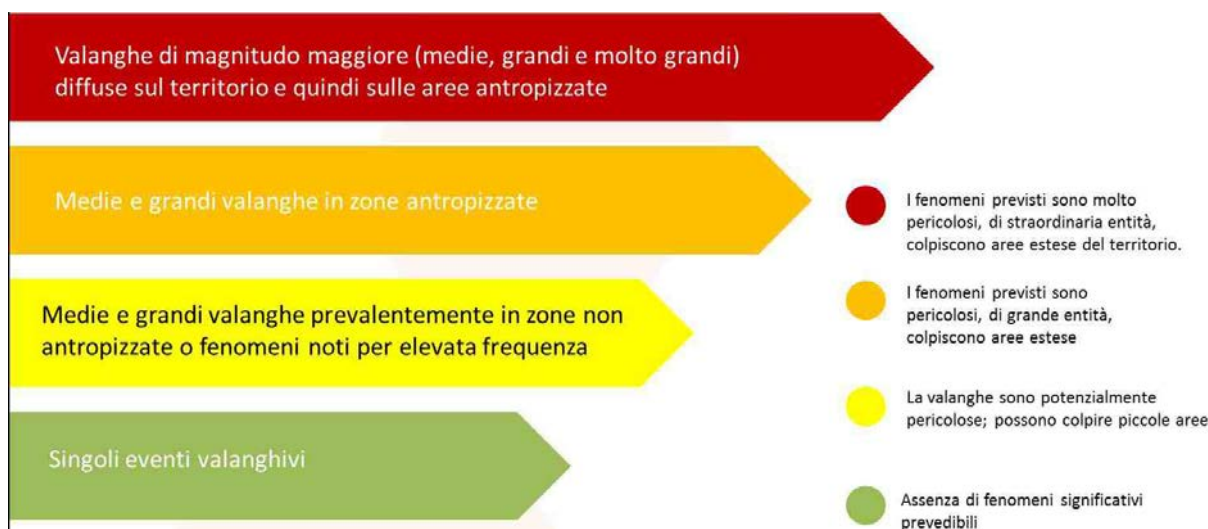 Valanghe di magnitudo maggiore (medie, grandi e molto grandi)
diffuse sul territorio e quindi sulle aree antropizzate
Medie e grandi valanghe in zone antropizzate
Medie e grandi valanghe prevalentemente in zone non
antropizzate o fenomeni noti per elevata frequenza
Singoli eventi valanghivi
I fenomeni previsti sono molto
pericolosi, di straordinaria entità,
colpiscono aree estese del territorio.
I fenomeni previsti sono
pericolosi, di grande entità,
colpiscono aree estese
La valanghe sono potenzialmente
pericolose; possono colpire piccole aree
Assenza di fenomeni significativi
prevedibili